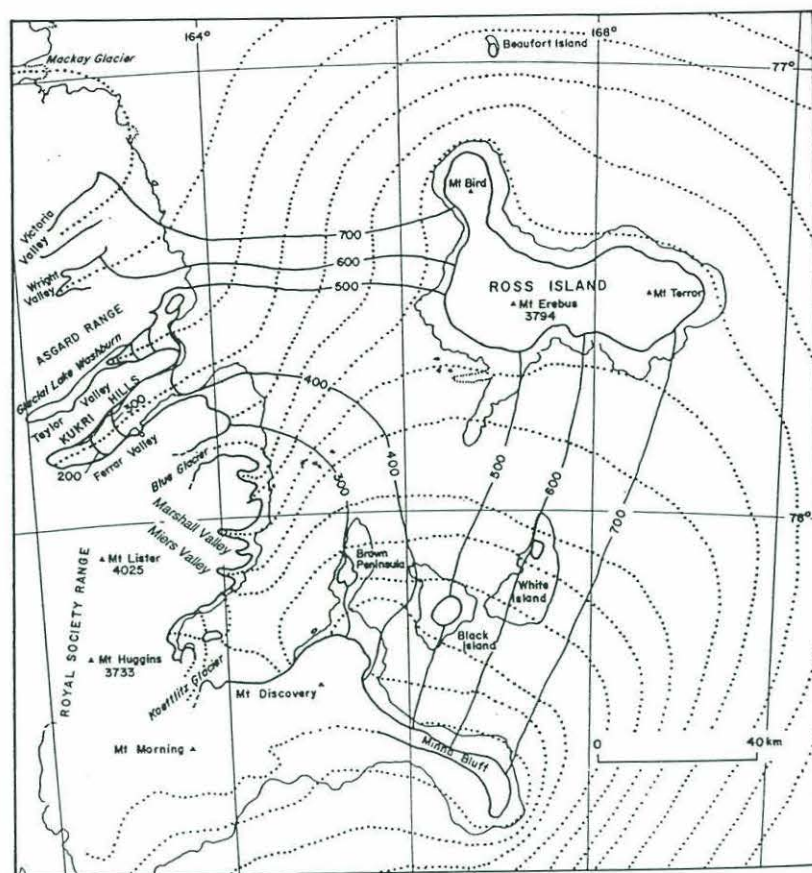 164°
168°
Mackay Glacier
Beaufort Island
77°
Mt Bird
Victoria
Valley
700
Wright
Valley
600
500
ROSS ISLAND
Mt Erebus
3794
Mt Terror
ASGARD RANGE
Glacial Lake Washburn
Taylor Valley
KUKRI HILLS
300
400
200
Ferrar Valley
Blue Glacier
300
400
500
600
700
78°
Marshall Valley
Miers Valley
Mt Lister
4025
Brown
Peninsula
White
Island
Black
Island
ROYAL SOCIETY RANGE
Mt Huggins
3733
Koettlitz Glacier
Mt Discovery
Mt Morning
Minna Bluff
0 40 km